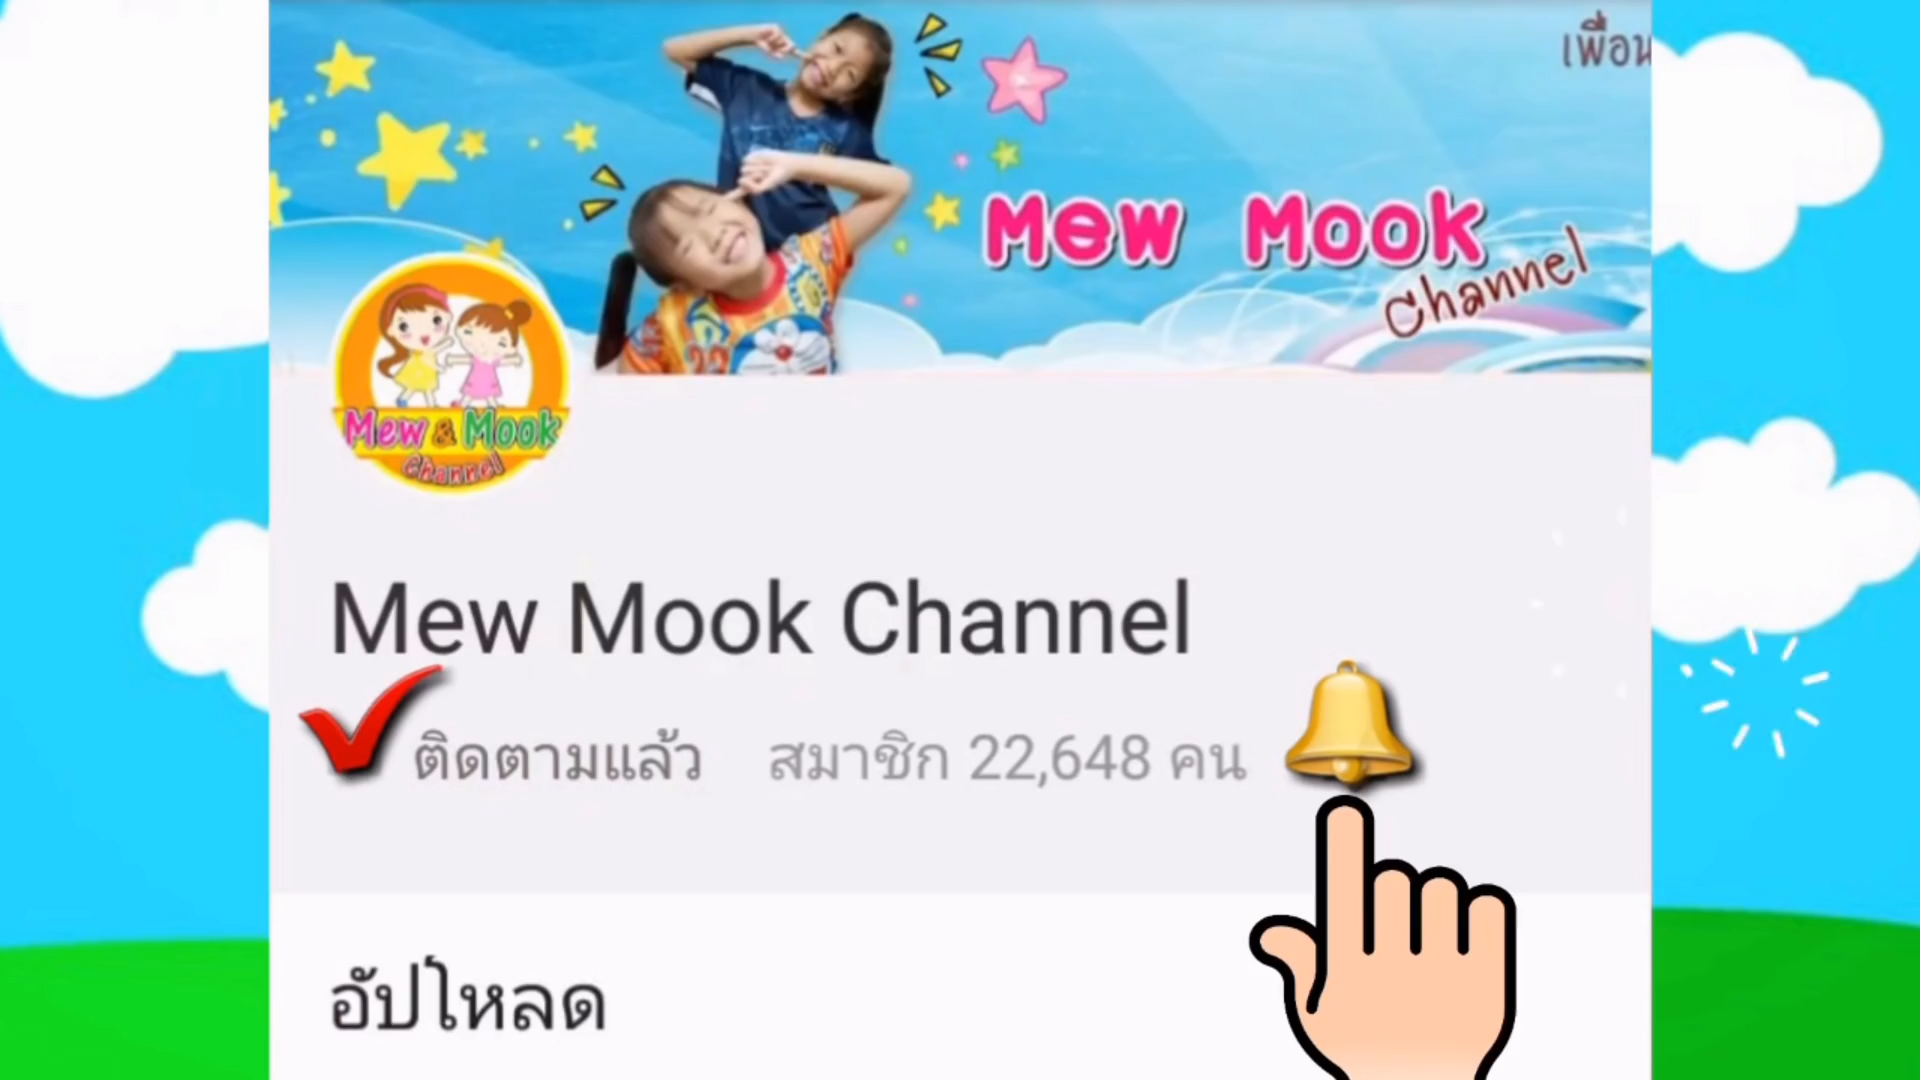 เพื่อน
Mew Mook
Channel
Mew & Mook
Channel
Mew Mook Channel
ติดตามแล้ว สมาชิก 22,648 คน
อัปโหลด